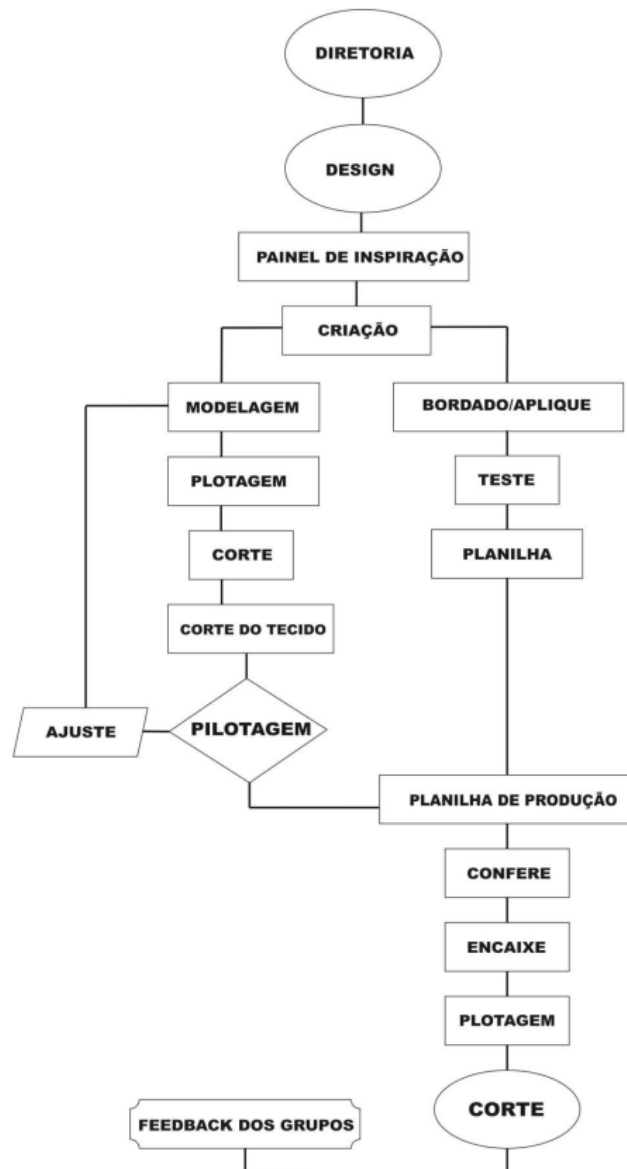 DIRETORIA
DESIGN
PAINEL DE INSPIRAÇÃO
CRIAÇÃO
MODELAGEM
BORDADO/APLIQUE
PLOTAGEM
TESTE
CORTE
PLANILHA
CORTE DO TECIDO
AJUSTE
PILOTAGEM
PLANILHA DE PRODUÇÃO
CONFERE
ENCAIXE
PLOTAGEM
CORTE
FEEDBACK DOS GRUPOS